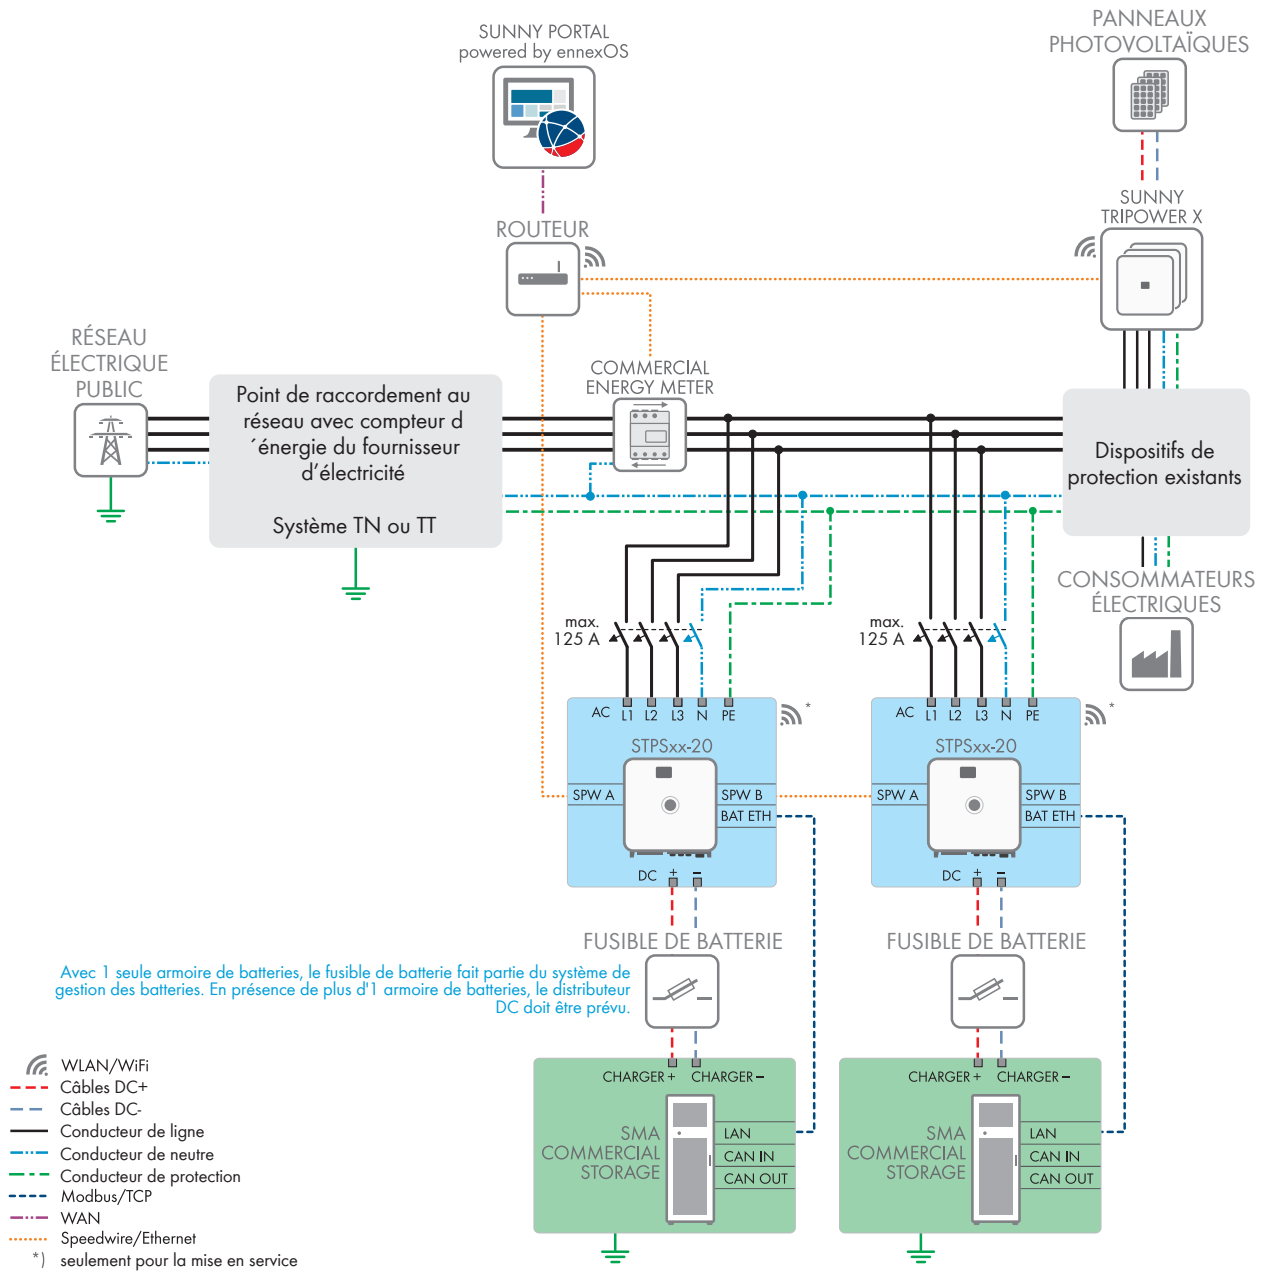 SUNNY PORTAL
powered by ennexOS
PANNEAUX
PHOTOVOLTAÏQUES
SUNNY
TRIPOWER X
ROUTEUR
RÉSEAU
ÉLECTRIQUE
PUBLIC
COMMERCIAL
ENERGY METER
Point de raccordement au
réseau avec compteur d
´énergie du fournisseur
d’électricité
Système TN ou TT
Dispositifs de
protection existants
CONSOMMATEURS
ÉLECTRIQUES
max.
125 A
max.
125 A
AC L1 L2 L3 N PE *
AC L1 L2 L3 N PE *
STPSxx-20
STPSxx-20
SPW A
SPW B
BAT ETH
SPW A
SPW B
BAT ETH
DC + –
DC + –
FUSIBLE DE BATTERIE
FUSIBLE DE BATTERIE
Avec 1 seule armoire de batteries, le fusible de batterie fait partie du système de
gestion des batteries. En présence de plus d'1 armoire de batteries, le distributeur
DC doit être prévu.
CHARGER + CHARGER –
CHARGER + CHARGER –
SMA
COMMERCIAL
STORAGE
LAN
CAN IN
CAN OUT
SMA
COMMERCIAL
STORAGE
LAN
CAN IN
CAN OUT
WLAN/WiFi
Câbles DC+
Câbles DC-
Conducteur de ligne
Conducteur de neutre
Conducteur de protection
Modbus/TCP
WAN
Speedwire/Ethernet
*) seulement pour la mise en service